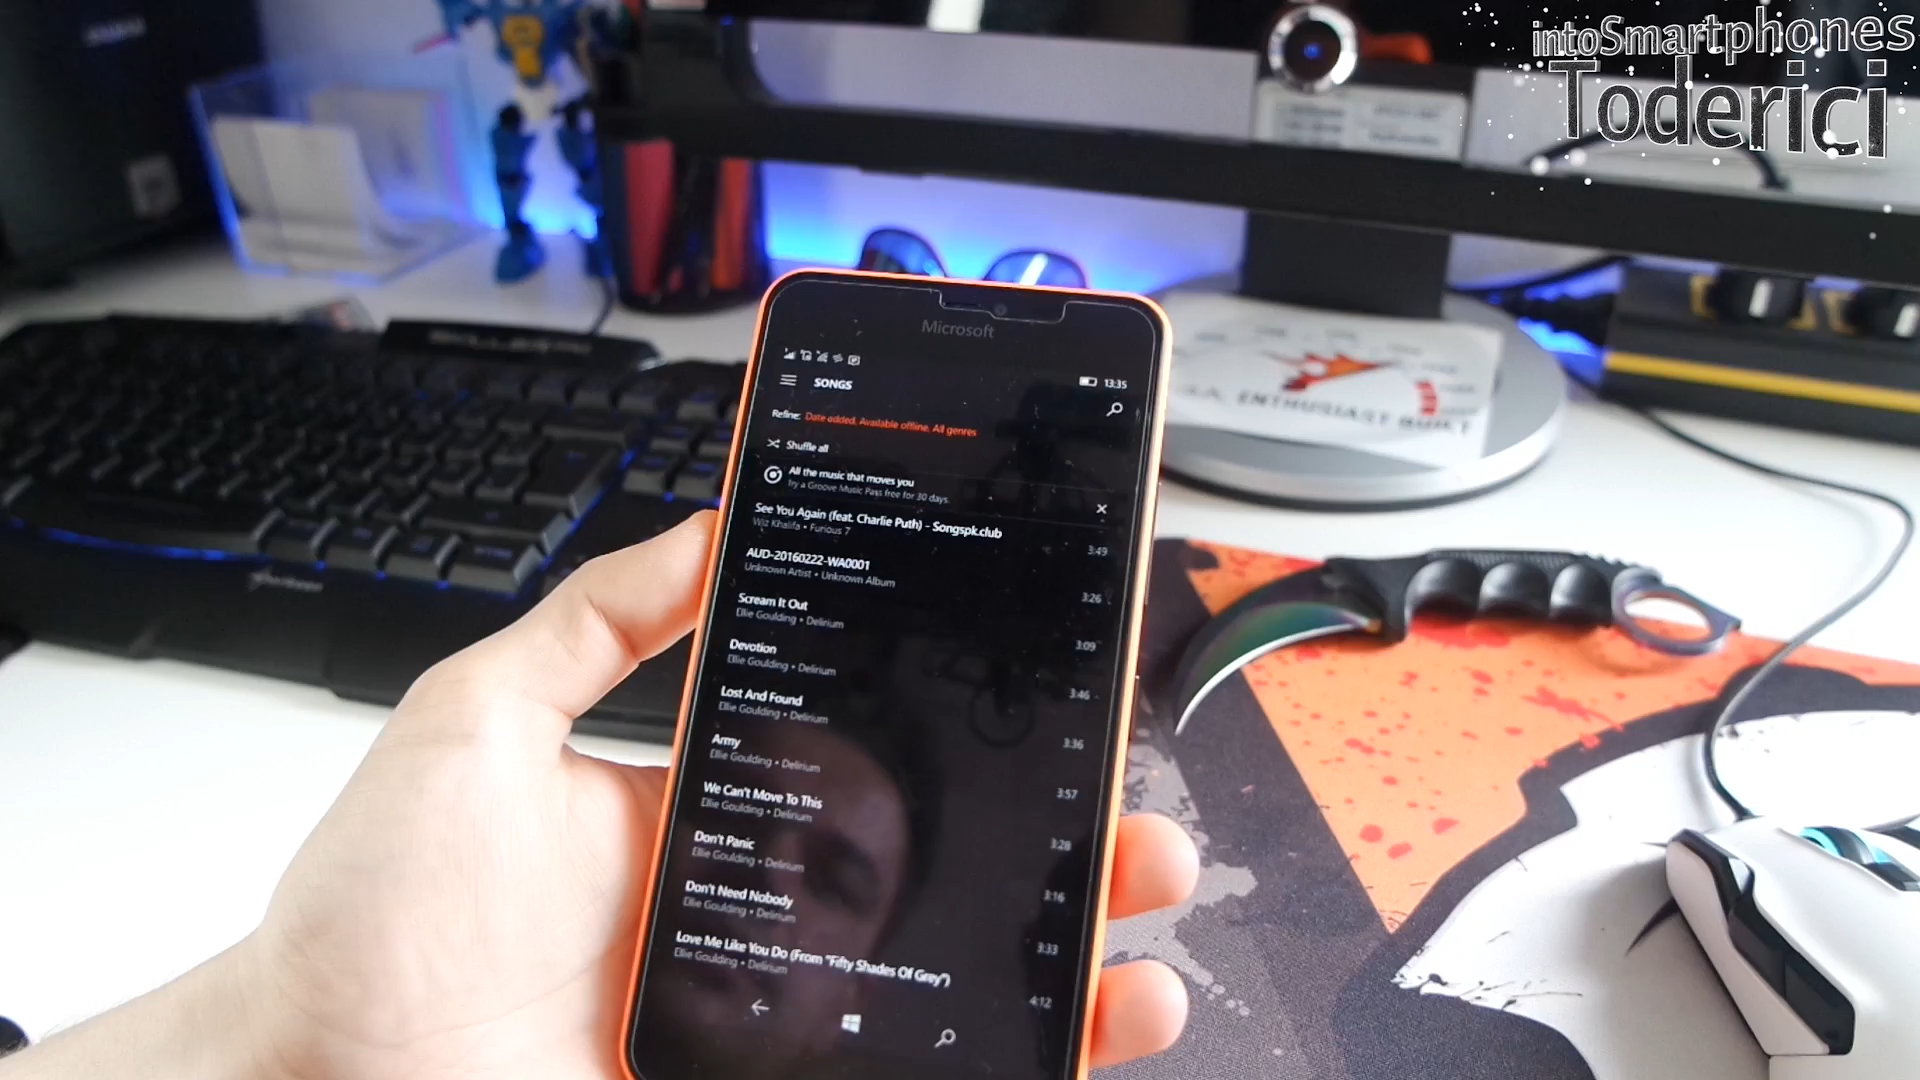 intoSmartphones
Toderici
Microsoft
13:35
SONGS
Refine: Date added, Available offline, All genres
Shuffle all
All the music that moves you
Try a Groove Music Pass free for 30 days.
See You Again (feat. Charlie Puth) - Songspk.club
Wiz Khalifa • Furious 7
3:49
AUD-20160222-WA0001
Unknown Artist • Unknown Album
3:26
Scream It Out
Ellie Goulding • Delirium
3:09
Devotion
Ellie Goulding • Delirium
3:46
Lost And Found
Ellie Goulding • Delirium
3:36
Army
Ellie Goulding • Delirium
3:57
We Can't Move To This
Ellie Goulding • Delirium
3:28
Don't Panic
Ellie Goulding • Delirium
3:16
Don't Need Nobody
Ellie Goulding • Delirium
3:33
Love Me Like You Do (From "Fifty Shades Of Grey")
Ellie Goulding • Delirium
4:12
ENTHUSIAST BUILT